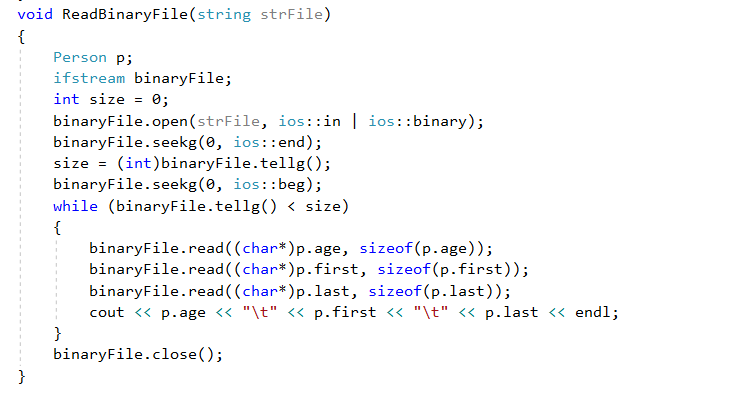 void ReadBinaryFile(string strFile)
{
    Person p;
    ifstream binaryFile;
    int size = 0;
    binaryFile.open(strFile, ios::in | ios::binary);
    binaryFile.seekg(0, ios::end);
    size = (int)binaryFile.tellg();
    binaryFile.seekg(0, ios::beg);
    while (binaryFile.tellg() < size)
    {
        binaryFile.read((char*)p.age, sizeof(p.age));
        binaryFile.read((char*)p.first, sizeof(p.first));
        binaryFile.read((char*)p.last, sizeof(p.last));
        cout << p.age << "\t" << p.first << "\t" << p.last << endl;
    }
    binaryFile.close();
}